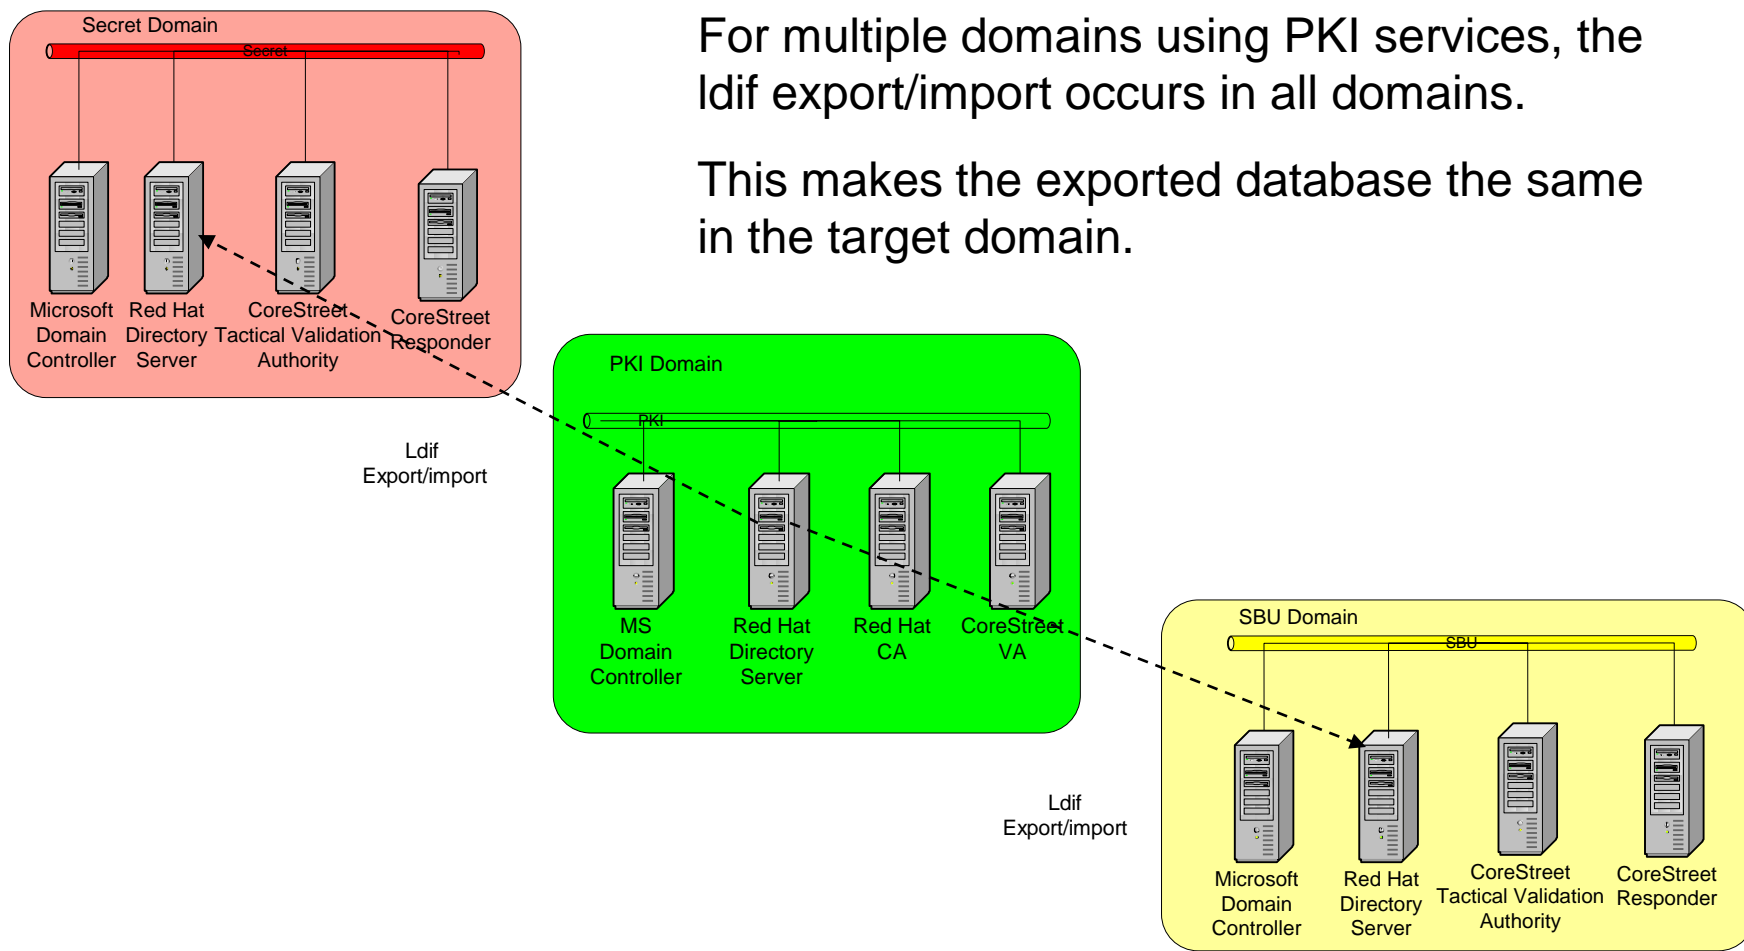 Secret Domain
Secret
For multiple domains using PKI services, the
ldif export/import occurs in all domains.
This makes the exported database the same
in the target domain.
Microsoft
Domain
Controller
Red Hat
Directory
Server
CoreStreet
Tactical Validation
Authority
CoreStreet
Responder
PKI Domain
PKI
Ldif
Export/import
MS
Domain
Controller
Red Hat
Directory
Server
Red Hat
CA
CoreStreet
VA
SBU Domain
SBU
Ldif
Export/import
Microsoft
Domain
Controller
Red Hat
Directory
Server
CoreStreet
Tactical Validation
Authority
CoreStreet
Responder